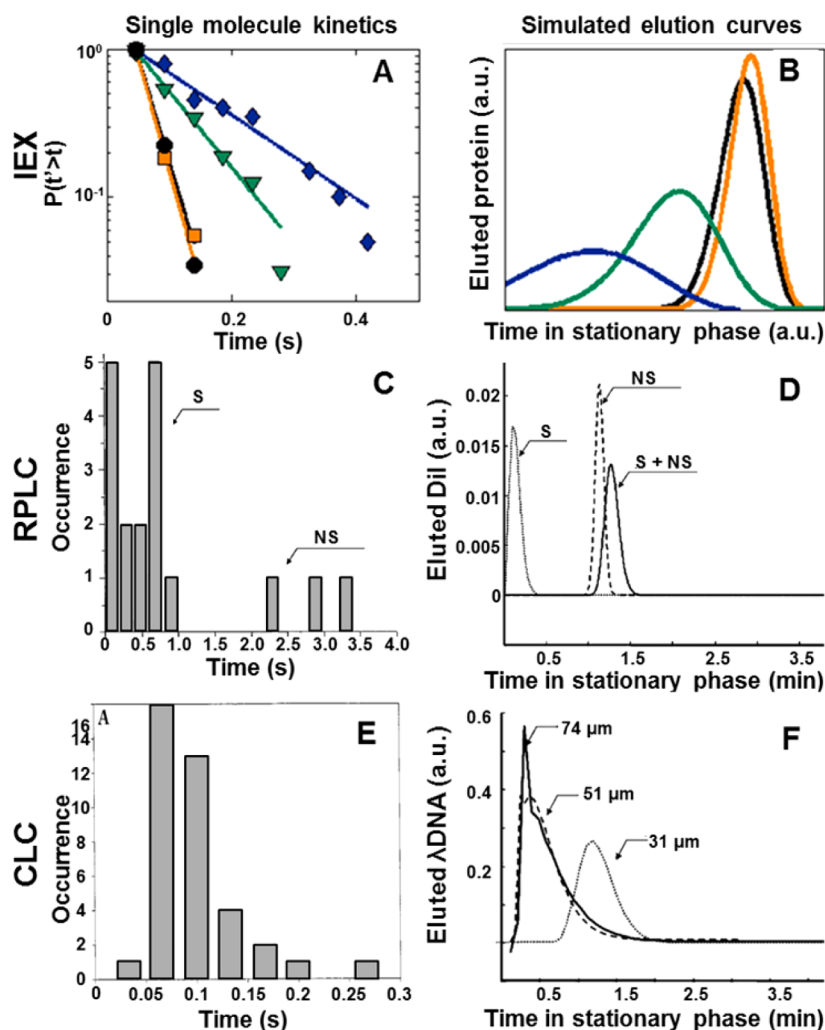 Single molecule kinetics
Simulated elution curves
IEX
P(t'>t)
10⁰
10⁻¹
A
0 0.2 0.4
Time (s)
Eluted protein (a.u.)
B
Time in stationary phase (a.u.)
RPLC
Occurrence
5
4
3
2
1
0
C
S
NS
0 0.5 1.0 1.5 2.0 2.5 3.0 3.5 4.0
Time (s)
Eluted DiI (a.u.)
0.02
0.015
0.01
0.005
0
D
NS
S
S + NS
0.5 1.5 2.5 3.5
Time in stationary phase (min)
CLC
Occurrence
16
14
12
10
8
6
4
2
0
A
E
0 0.05 0.1 0.15 0.2 0.25 0.3
Time (s)
Eluted λDNA (a.u.)
0.6
0.4
0.2
F
74 µm
51 µm
31 µm
0.5 1.5 2.5 3.5
Time in stationary phase (min)